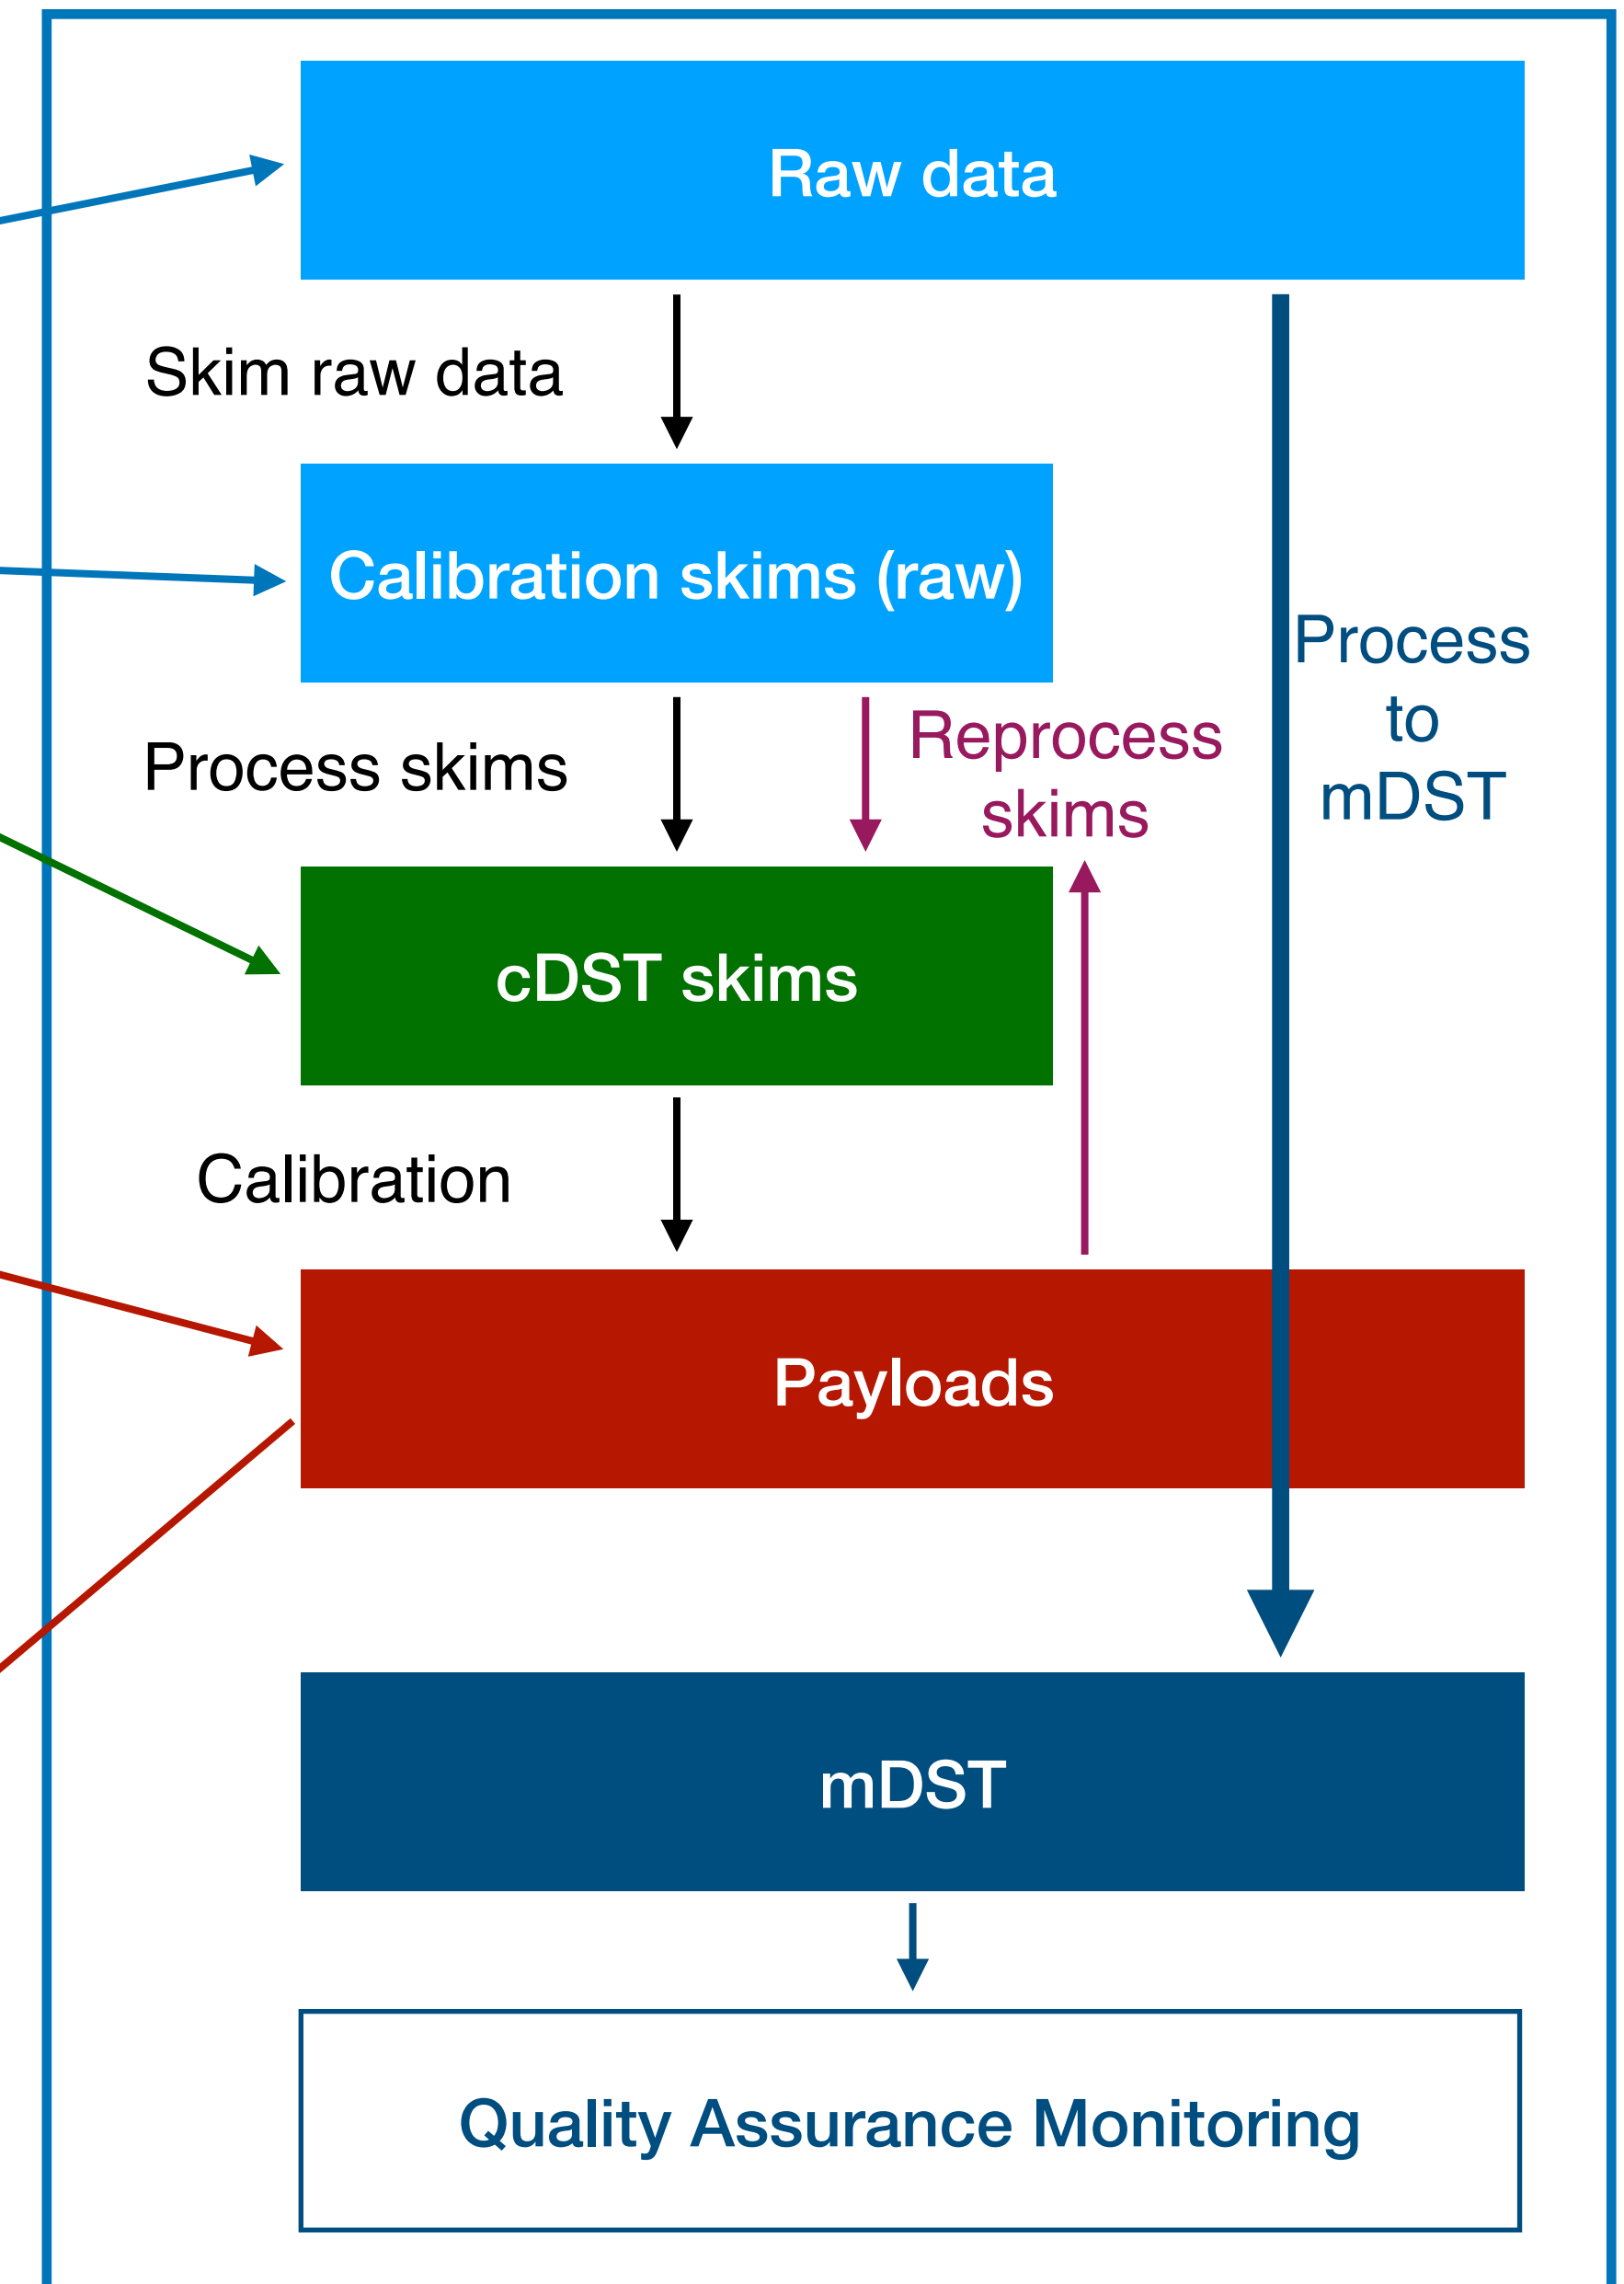 Raw data
Skim raw data
Calibration skims (raw)
Process
to
mDST
Process skims
Reprocess
skims
cDST skims
Calibration
Payloads
mDST
Quality Assurance Monitoring